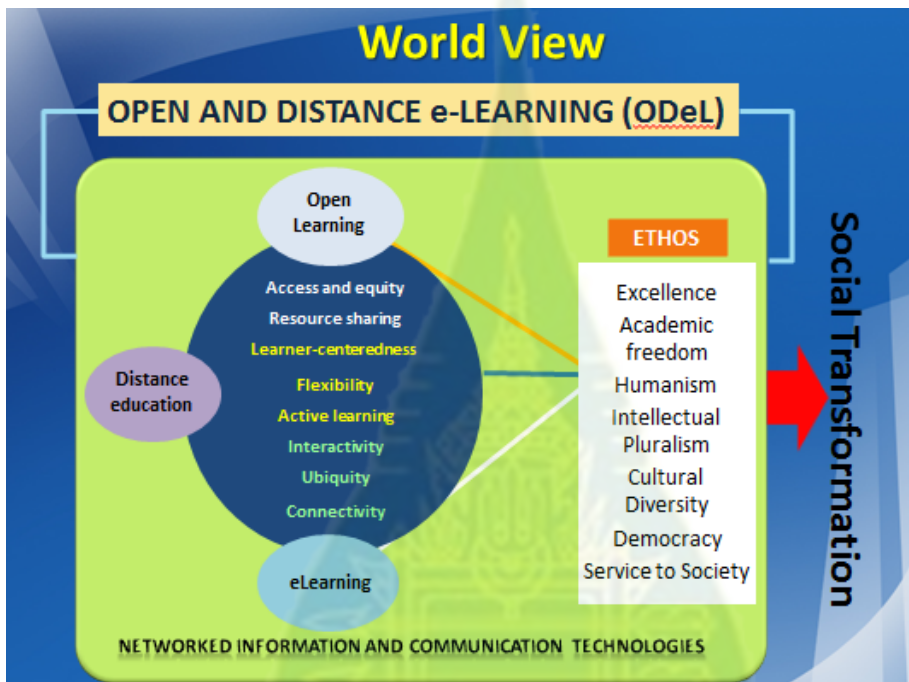 World View
OPEN AND DISTANCE e-LEARNING (ODeL)
Open
Learning
Access and equity
Resource sharing
Learner-centeredness
Flexibility
Active learning
Interactivity
Ubiquity
Connectivity
Distance
education
eLearning
ETHOS
Excellence
Academic
freedom
Humanism
Intellectual
Pluralism
Cultural
Diversity
Democracy
Service to Society
Social Transformation
NETWORKED INFORMATION AND COMMUNICATION TECHNOLOGIES